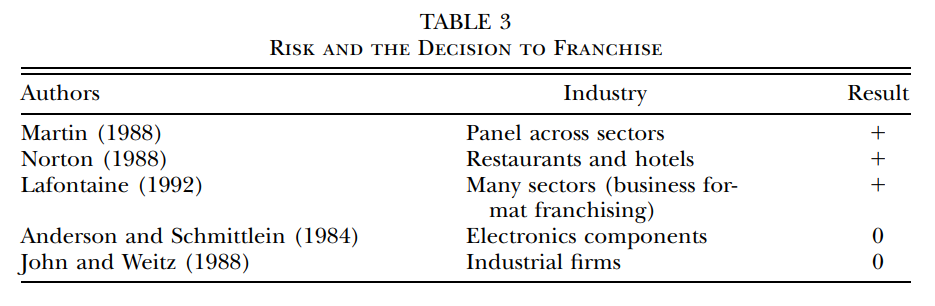 TABLE 3
RISK AND THE DECISION TO FRANCHISE
Authors Industry Result
Martin (1988) Panel across sectors +
Norton (1988) Restaurants and hotels +
Lafontaine (1992) Many sectors (business for- +
mat franchising)
Anderson and Schmittlein (1984) Electronics components 0
John and Weitz (1988) Industrial firms 0